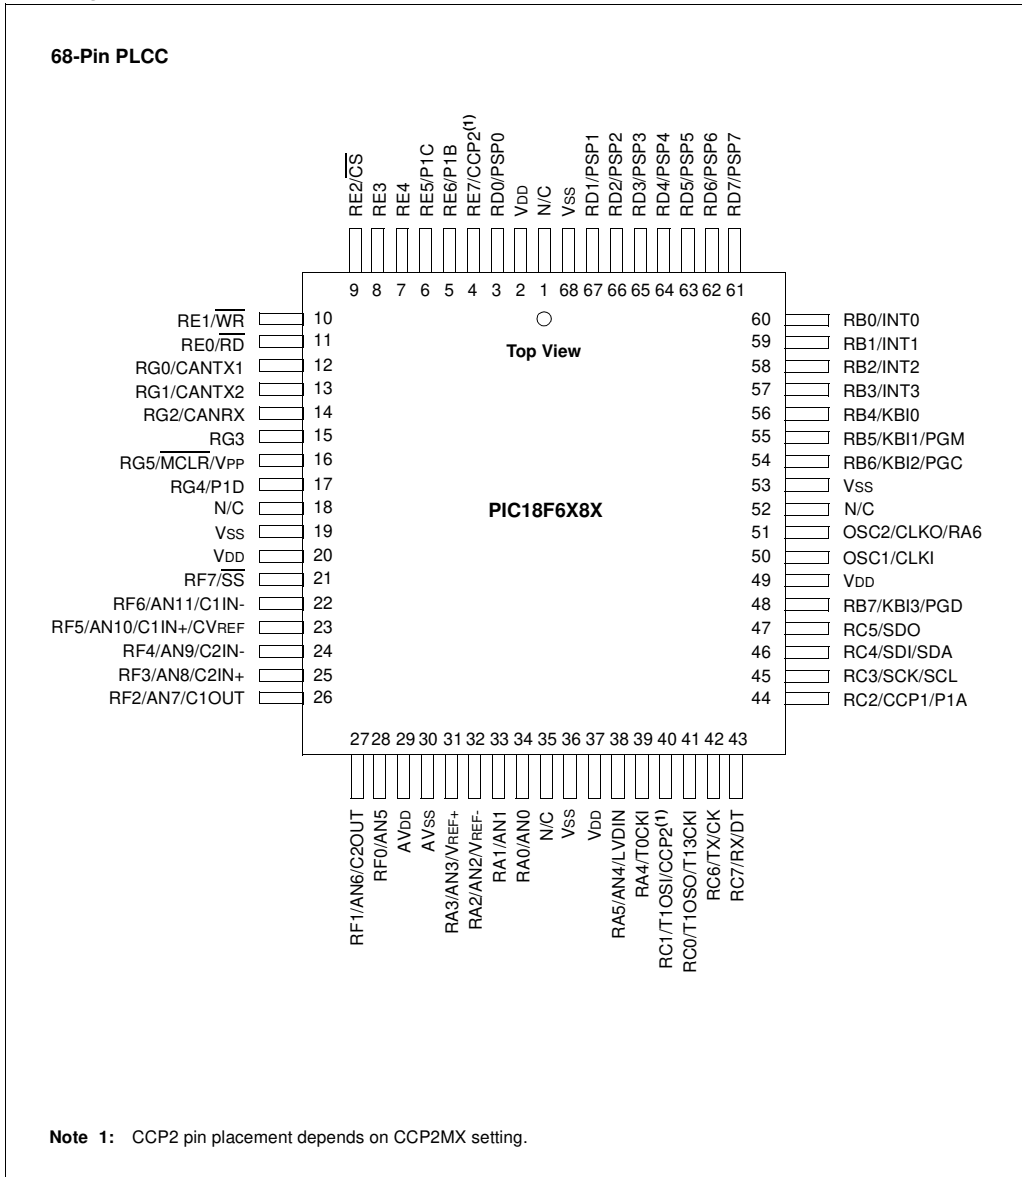 68-Pin PLCC
RE2/CS
RE3
RE4
RE5/P1C
RE6/P1B
RE7/CCP2(1)
RD0/PSP0
VDD
N/C
VSS
RD1/PSP1
RD2/PSP2
RD3/PSP3
RD4/PSP4
RD5/PSP5
RD6/PSP6
RD7/PSP7
9 8 7 6 5 4 3 2 1 68 67 66 65 64 63 62 61
RE1/WR 10
RE0/RD 11
RG0/CANTX1 12
RG1/CANTX2 13
RG2/CANRX 14
RG3 15
RG5/MCLR/VPP 16
RG4/P1D 17
N/C 18
VSS 19
VDD 20
RF7/SS 21
RF6/AN11/C1IN- 22
RF5/AN10/C1IN+/CVREF 23
RF4/AN9/C2IN- 24
RF3/AN8/C2IN+ 25
RF2/AN7/C1OUT 26
Top View
PIC18F6X8X
60 RB0/INT0
59 RB1/INT1
58 RB2/INT2
57 RB3/INT3
56 RB4/KBI0
55 RB5/KBI1/PGM
54 RB6/KBI2/PGC
53 VSS
52 N/C
51 OSC2/CLKO/RA6
50 OSC1/CLKI
49 VDD
48 RB7/KBI3/PGD
47 RC5/SDO
46 RC4/SDI/SDA
45 RC3/SCK/SCL
44 RC2/CCP1/P1A
27 28 29 30 31 32 33 34 35 36 37 38 39 40 41 42 43
RF1/AN6/C2OUT
RF0/AN5
AVDD
AVSS
RA3/AN3/VREF+
RA2/AN2/VREF-
RA1/AN1
RA0/AN0
N/C
VSS
VDD
RA5/AN4/LVDIN
RA4/T0CKI
RC1/T1OSI/CCP2(1)
RC0/T1OSO/T13CKI
RC6/TX/CK
RC7/RX/DT
Note 1: CCP2 pin placement depends on CCP2MX setting.